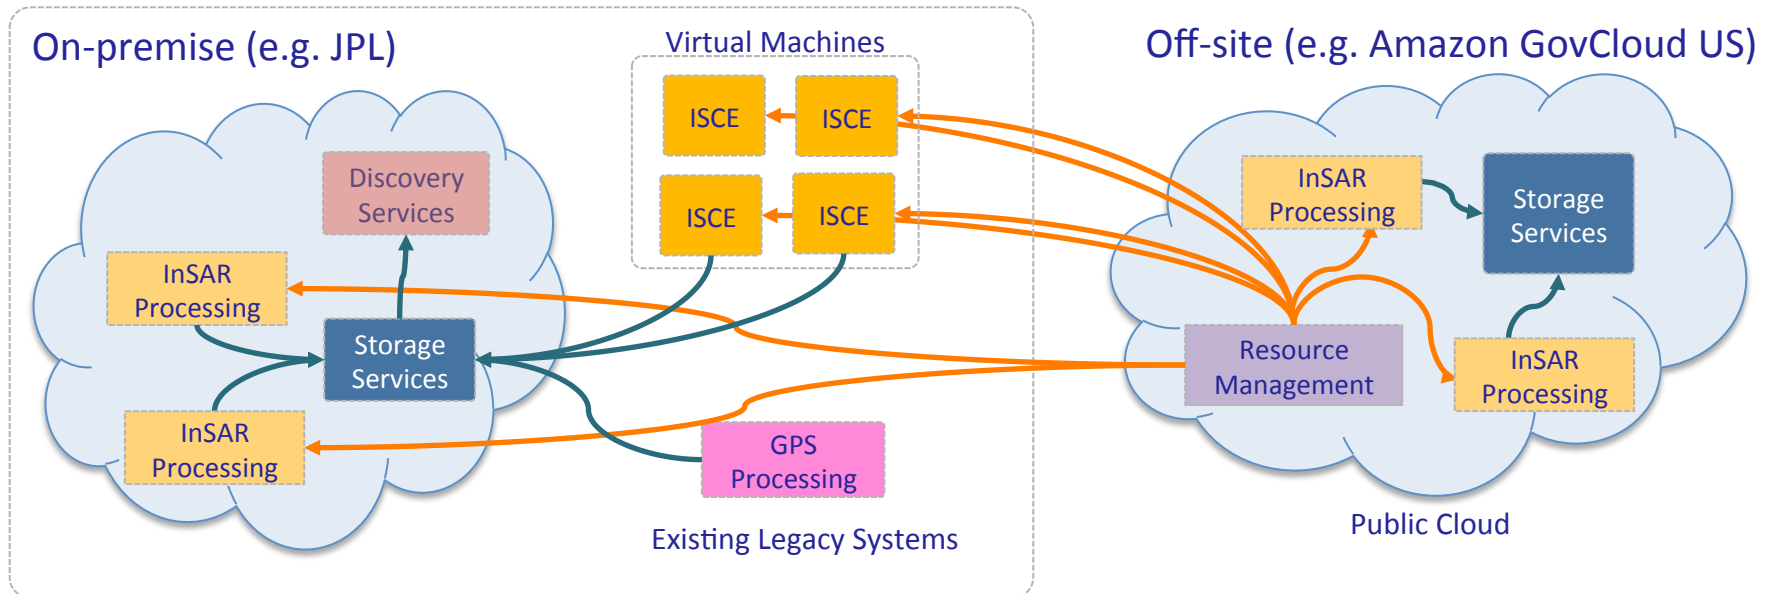 On-premise (e.g. JPL)
Virtual Machines
Off-site (e.g. Amazon GovCloud US)
ISCE
ISCE
ISCE
ISCE
Discovery
Services
InSAR
Processing
Storage
Services
InSAR
Processing
GPS
Processing
Existing Legacy Systems
InSAR
Processing
Storage
Services
Resource
Management
InSAR
Processing
Public Cloud